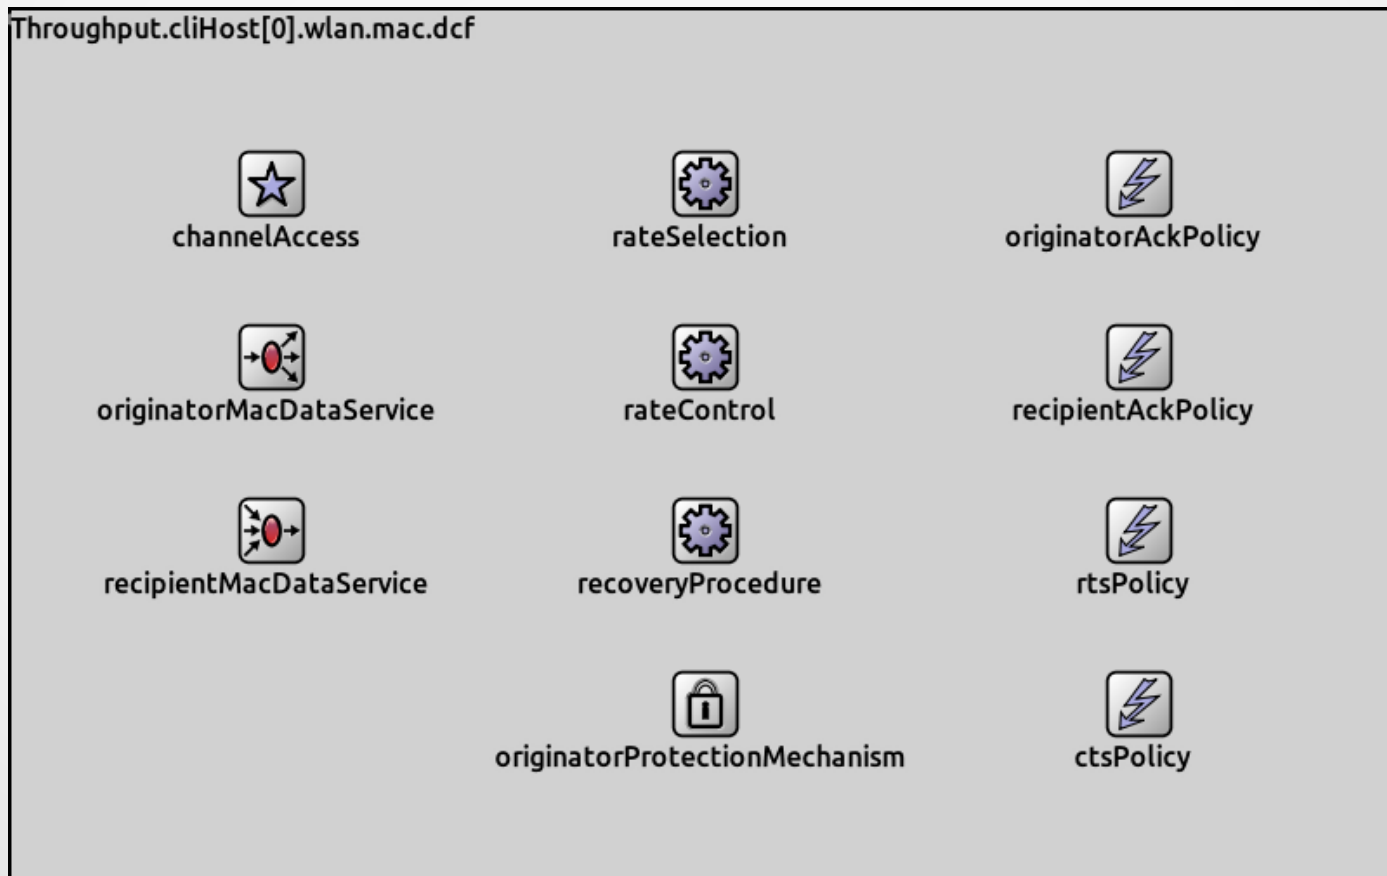 Throughput.cliHost[0].wlan.mac.dcf
channelAccess
rateSelection
originatorAckPolicy
originatorMacDataService
rateControl
recipientAckPolicy
recipientMacDataService
recoveryProcedure
rtsPolicy
originatorProtectionMechanism
ctsPolicy